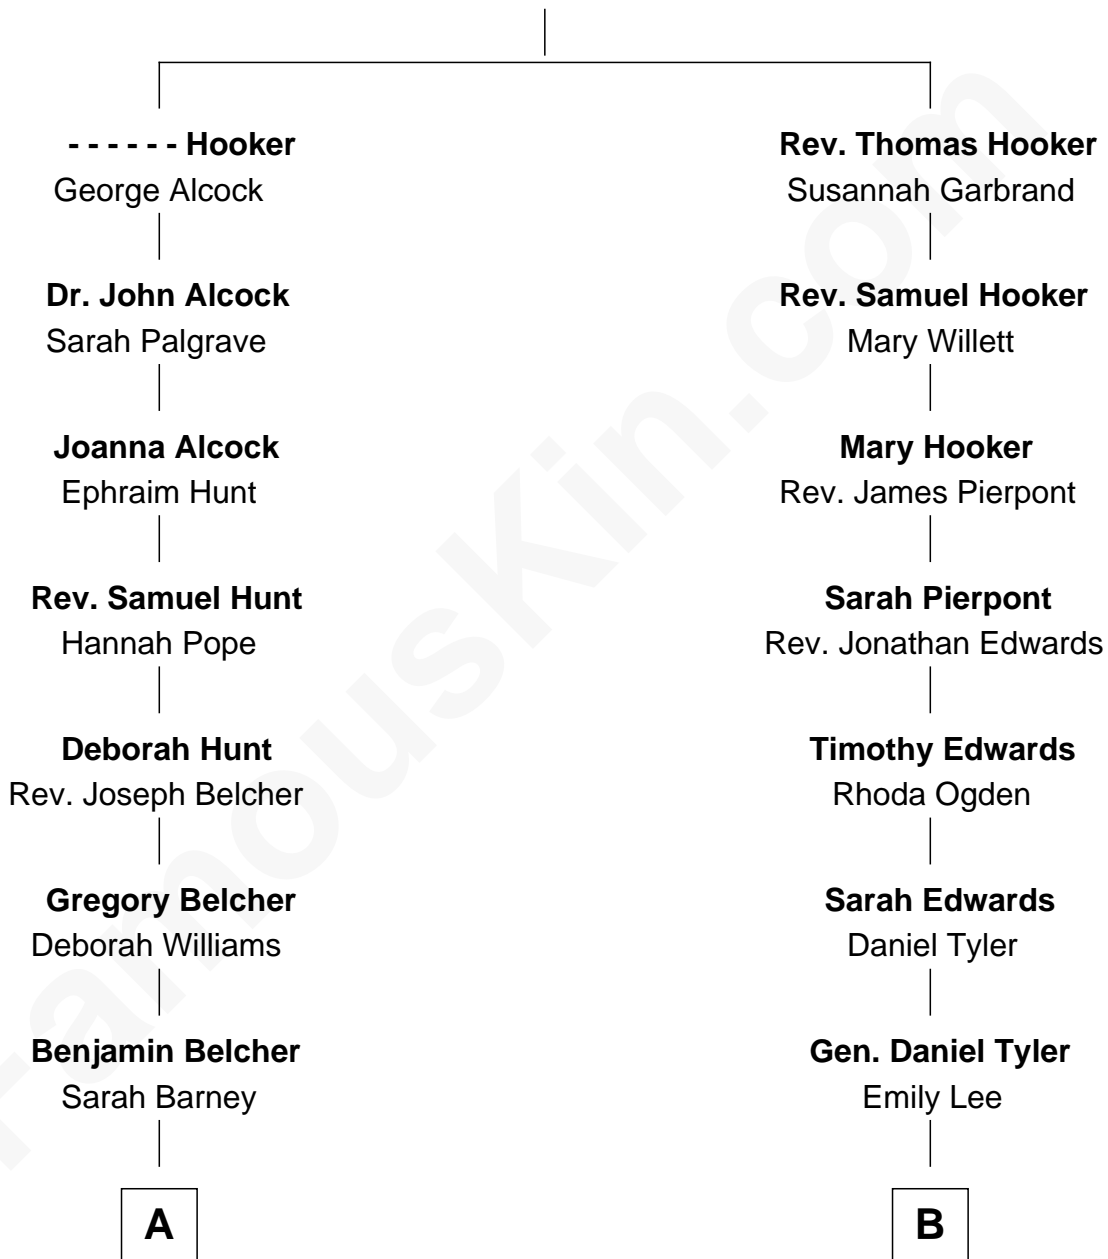 - - - - - - Hooker
George Alcock
Rev. Thomas Hooker
Susannah Garbrand
Dr. John Alcock
Sarah Palgrave
Rev. Samuel Hooker
Mary Willett
Joanna Alcock
Ephraim Hunt
Mary Hooker
Rev. James Pierpont
Rev. Samuel Hunt
Hannah Pope
Sarah Pierpont
Rev. Jonathan Edwards
Deborah Hunt
Rev. Joseph Belcher
Timothy Edwards
Rhoda Ogden
Gregory Belcher
Deborah Williams
Sarah Edwards
Daniel Tyler
Benjamin Belcher
Sarah Barney
Gen. Daniel Tyler
Emily Lee
A
B
FamousKin.com